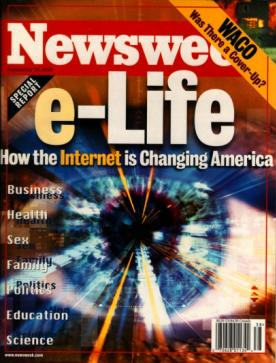 Newswee
WACO
Was There a Cover-Up?
SPECIAL
REPORT
e-Life
How the Internet is Changing America
Business
Health
Sex
Family
Politics
Education
Science
www.newsweek.com